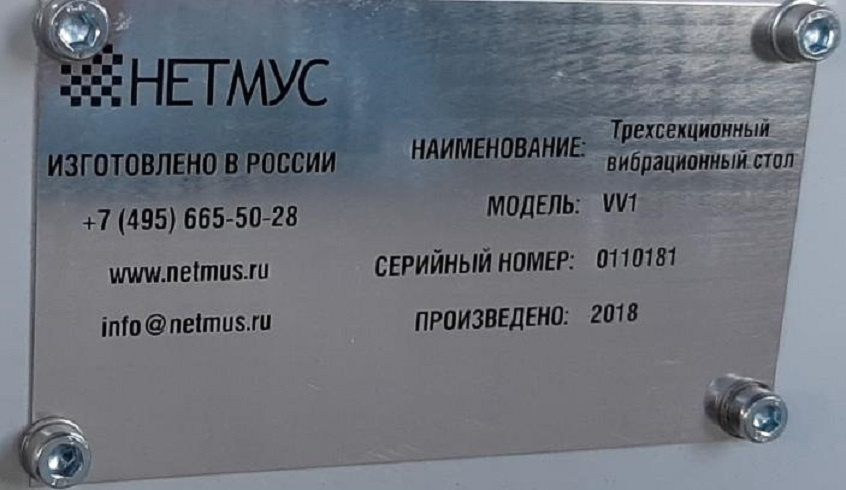 НЕТМУС
ИЗГОТОВЛЕНО В РОССИИ
+7 (495) 665-50-28
www.netmus.ru
info@netmus.ru
НАИМЕНОВАНИЕ: Трехсекционный
вибрационный стол
МОДЕЛЬ: VV1
СЕРИЙНЫЙ НОМЕР: 0110181
ПРОИЗВЕДЕНО: 2018